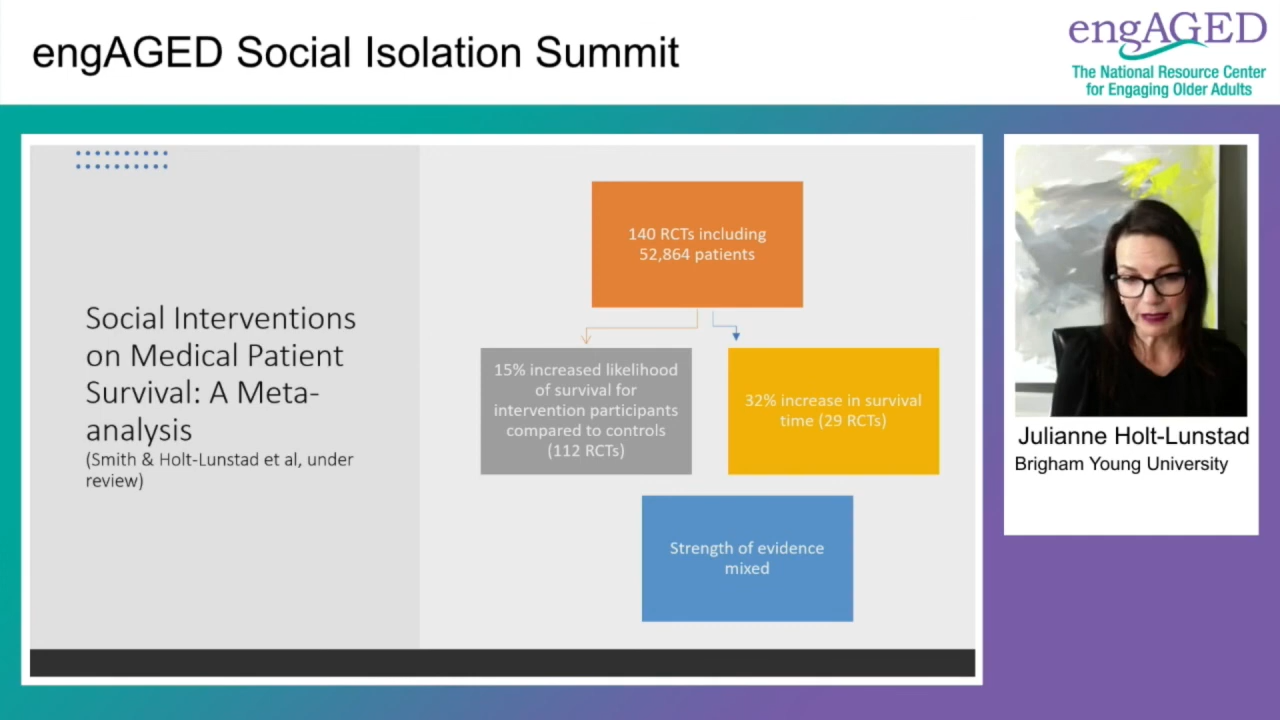 engAGED Social Isolation Summit
engAGED
The National Resource Center
for Engaging Older Adults
Social Interventions
on Medical Patient
Survival: A Meta-
analysis
(Smith & Holt-Lunstad et al, under
review)
140 RCTs including
52,864 patients
15% increased likelihood
of survival for
intervention participants
compared to controls
(112 RCTs)
32% increase in survival
time (29 RCTs)
Strength of evidence
mixed
Julianne Holt-Lunstad
Brigham Young University